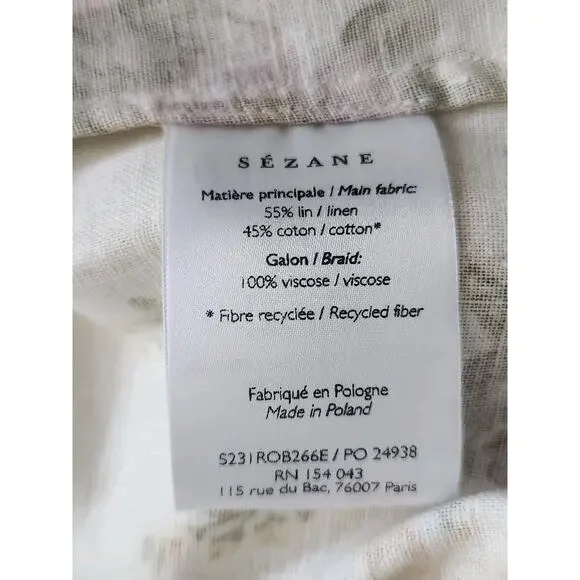 SÉZANE
Matière principale / Main fabric:
55% lin / linen
45% coton / cotton*
Galon / Braid:
100% viscose / viscose
* Fibre recyclée / Recycled fiber
Fabriqué en Pologne
Made in Poland
S231ROB266E / PO 24938
RN 154 043
115 rue du Bac, 76007 Paris